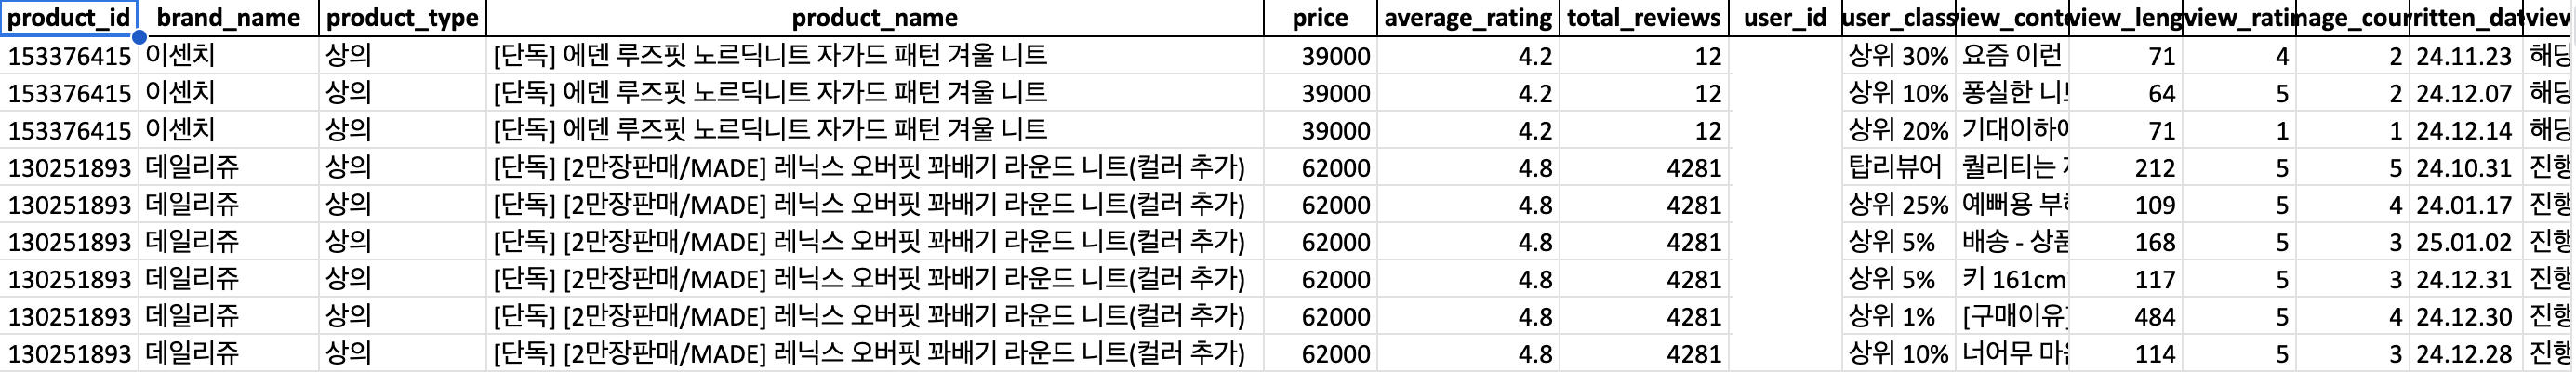 product_id brand_name product_type product_name price average_rating total_reviews user_id user_class view_conte view_leng view_ratin mage_cour ritten_dat view
153376415 이센치 상의 [단독] 에덴 루즈핏 노르딕니트 자가드 패턴 겨울 니트 39000 4.2 12 상위 30% 요즘 이런 71 4 2 24.11.23 해당
153376415 이센치 상의 [단독] 에덴 루즈핏 노르딕니트 자가드 패턴 겨울 니트 39000 4.2 12 상위 10% 퐁실한 니트 64 5 2 24.12.07 해당
153376415 이센치 상의 [단독] 에덴 루즈핏 노르딕니트 자가드 패턴 겨울 니트 39000 4.2 12 상위 20% 기대이하 71 1 1 24.12.14 해당
130251893 데일리쥬 상의 [단독] [2만장판매/MADE] 레닉스 오버핏 꽈배기 라운드 니트(컬러 추가) 62000 4.8 4281 탑리뷰어 퀄리티는 212 5 5 24.10.31 진행
130251893 데일리쥬 상의 [단독] [2만장판매/MADE] 레닉스 오버핏 꽈배기 라운드 니트(컬러 추가) 62000 4.8 4281 상위 25% 예뻐용 109 5 4 24.01.17 진행
130251893 데일리쥬 상의 [단독] [2만장판매/MADE] 레닉스 오버핏 꽈배기 라운드 니트(컬러 추가) 62000 4.8 4281 상위 5% 배송 - 상품 168 5 3 25.01.02 진행
130251893 데일리쥬 상의 [단독] [2만장판매/MADE] 레닉스 오버핏 꽈배기 라운드 니트(컬러 추가) 62000 4.8 4281 상위 5% 키 161cm 117 5 3 24.12.31 진행
130251893 데일리쥬 상의 [단독] [2만장판매/MADE] 레닉스 오버핏 꽈배기 라운드 니트(컬러 추가) 62000 4.8 4281 상위 1% [구매이유] 484 5 4 24.12.30 진행
130251893 데일리쥬 상의 [단독] [2만장판매/MADE] 레닉스 오버핏 꽈배기 라운드 니트(컬러 추가) 62000 4.8 4281 상위 10% 너어무 114 5 3 24.12.28 진행